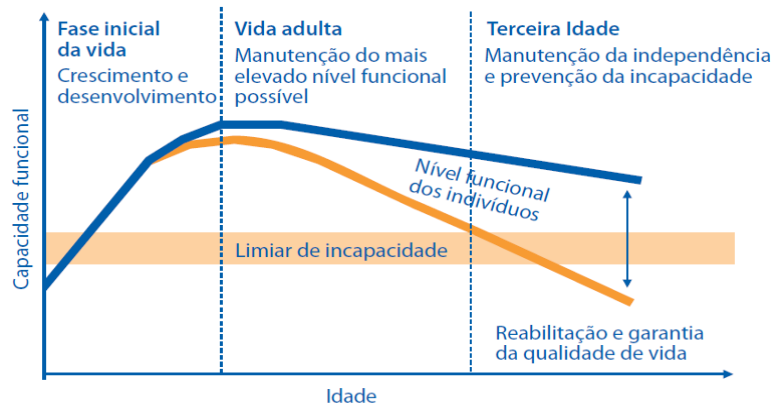 Fase inicial
da vida
Crescimento e
desenvolvimento
Vida adulta
Manutenção do mais
elevado nível funcional
possível
Terceira Idade
Manutenção da independência
e prevenção da incapacidade
Capacidade funcional
Nível funcional
dos indivíduos
Limiar de incapacidade
Reabilitação e garantia
da qualidade de vida
Idade